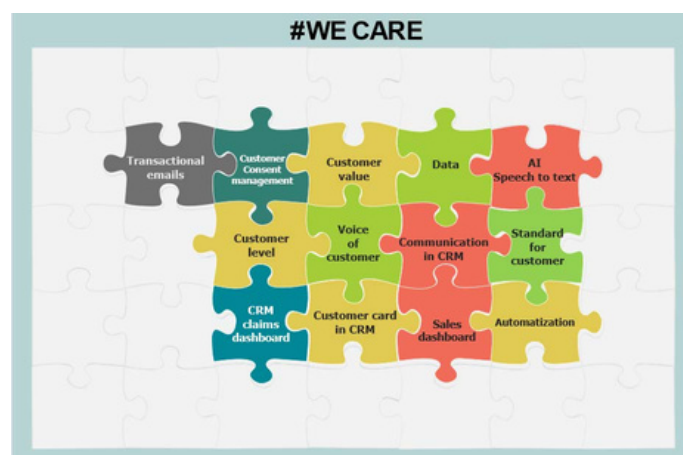 #WE CARE
Transactional
emails
Customer
Consent
management
Customer
value
Data
AI
Speech to text
Customer
level
Voice
of
customer
Communication
in CRM
Standard
for
customer
CRM
claims
dashboard
Customer card
in CRM
Sales
dashboard
Automatization